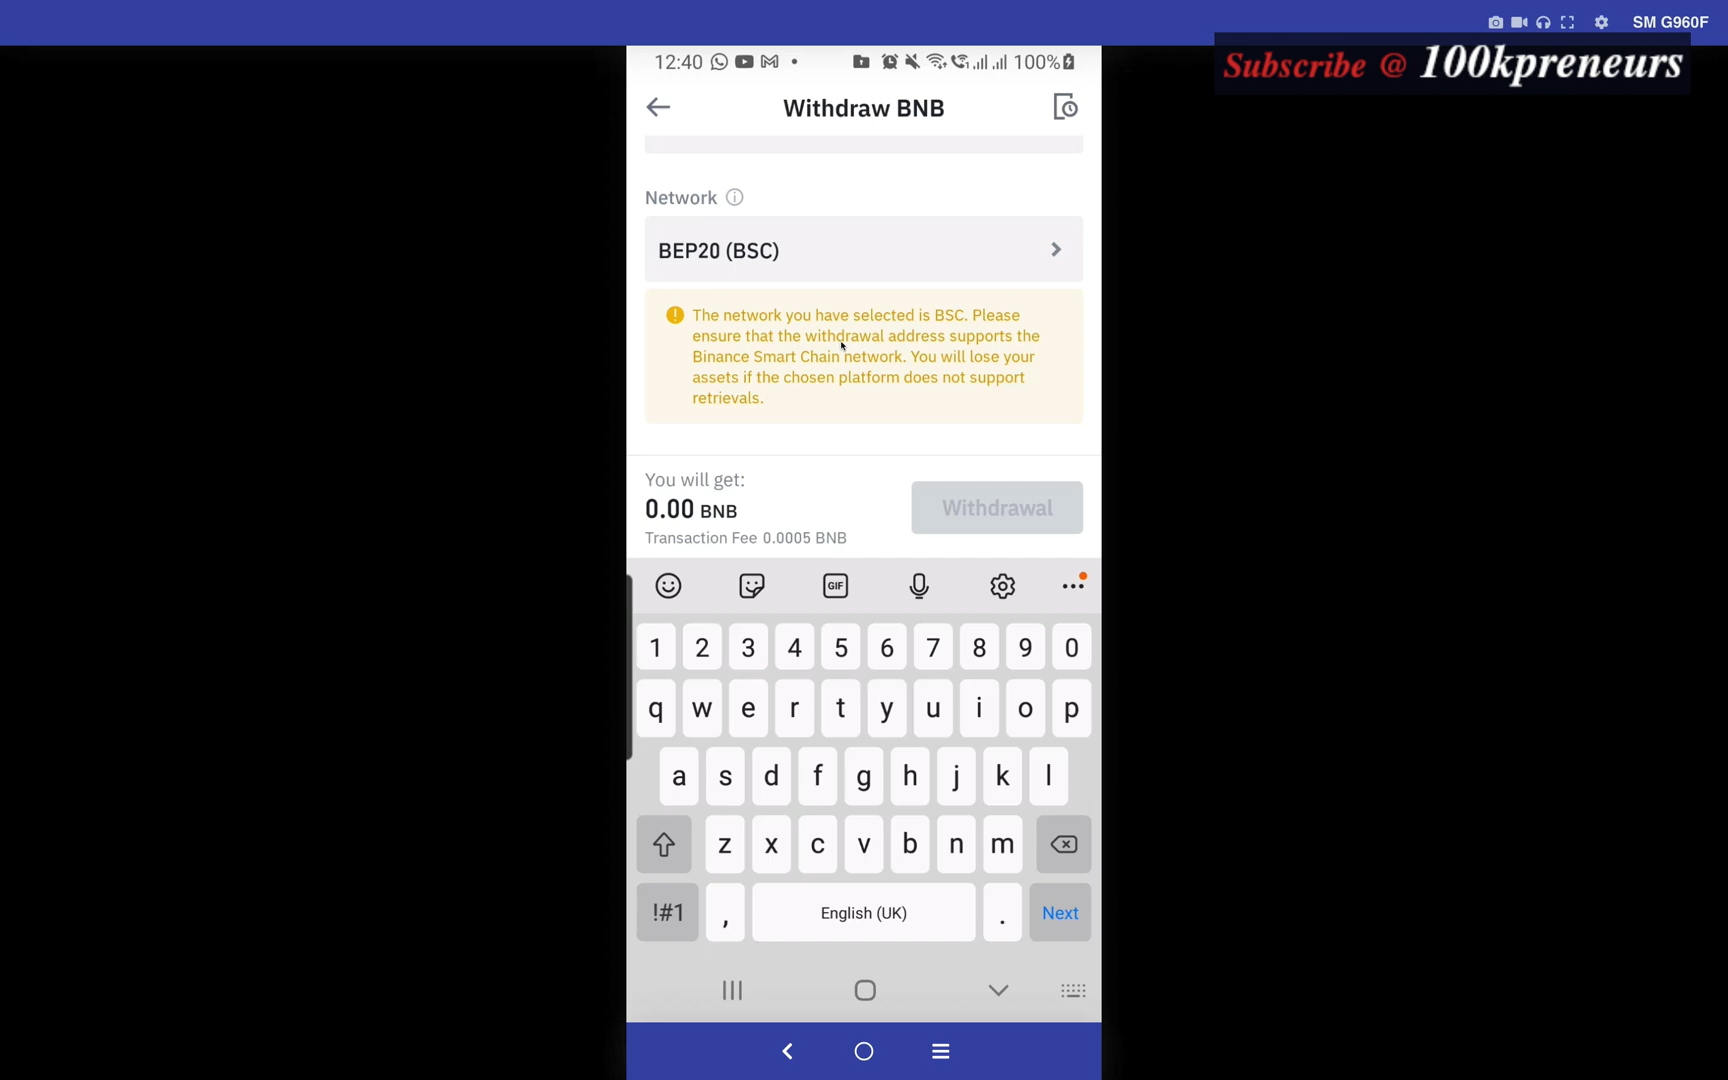 SM G960F
Subscribe @ 100kpreneurs
12:40 100%
Withdraw BNB
Network
BEP20 (BSC)
The network you have selected is BSC. Please
ensure that the withdrawal address supports the
Binance Smart Chain network. You will lose your
assets if the chosen platform does not support
retrievals.
You will get:
0.00 BNB
Transaction Fee 0.0005 BNB
Withdrawal
GIF
1 2 3 4 5 6 7 8 9 0
q w e r t y u i o p
a s d f g h j k l
z x c v b n m
!#1 , English (UK) . Next